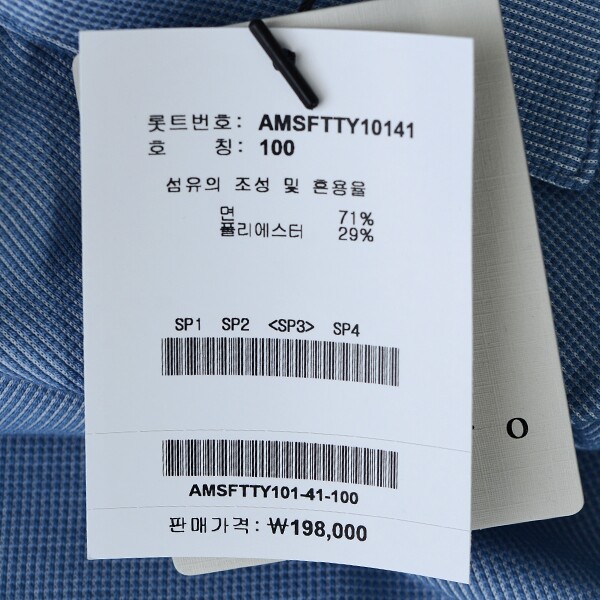 롯트번호: AMSFTTY10141
호 칭: 100
섬유의 조성 및 혼용율
면 71%
폴리에스터 29%
SP1 SP2 <SP3> SP4
AMSFTTY101-41-100
판매가격: ₩198,000
O